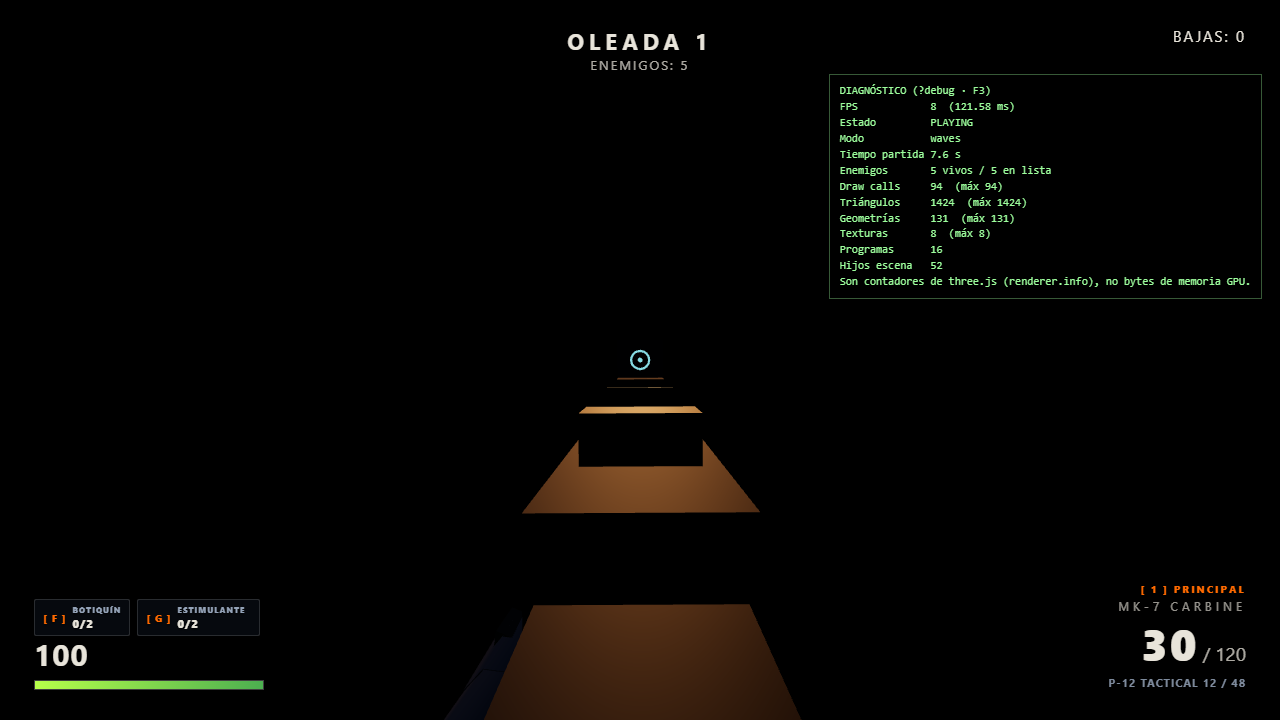 OLEADA 1
ENEMIGOS: 5
BAJAS: 0
DIAGNÓSTICO (?debug · F3)
FPS 8 (121.58 ms)
Estado PLAYING
Modo waves
Tiempo partida 7.6 s
Enemigos 5 vivos / 5 en lista
Draw calls 94 (máx 94)
Triángulos 1424 (máx 1424)
Geometrías 131 (máx 131)
Texturas 8 (máx 8)
Programas 16
Hijos escena 52
Son contadores de three.js (renderer.info), no bytes de memoria GPU.
[ F ] BOTIQUÍN 0/2
[ G ] ESTIMULANTE 0/2
100
[ 1 ] PRINCIPAL
MK-7 CARBINE
30 / 120
P-12 TACTICAL 12 / 48